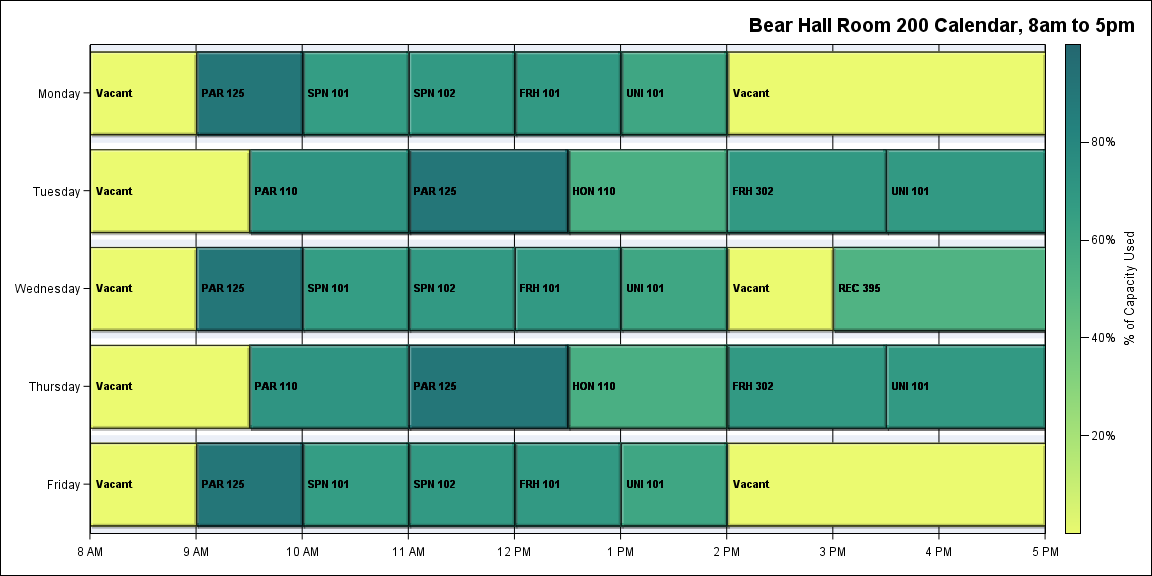 Bear Hall Room 200 Calendar, 8am to 5pm
Monday
Vacant
PAR 125
SPN 101
SPN 102
FRH 101
UNI 101
Vacant
Tuesday
Vacant
PAR 110
PAR 125
HON 110
FRH 302
UNI 101
Wednesday
Vacant
PAR 125
SPN 101
SPN 102
FRH 101
UNI 101
Vacant
REC 395
Thursday
Vacant
PAR 110
PAR 125
HON 110
FRH 302
UNI 101
Friday
Vacant
PAR 125
SPN 101
SPN 102
FRH 101
UNI 101
Vacant
8 AM
9 AM
10 AM
11 AM
12 PM
1 PM
2 PM
3 PM
4 PM
5 PM
80%
60%
40%
20%
% of Capacity Used